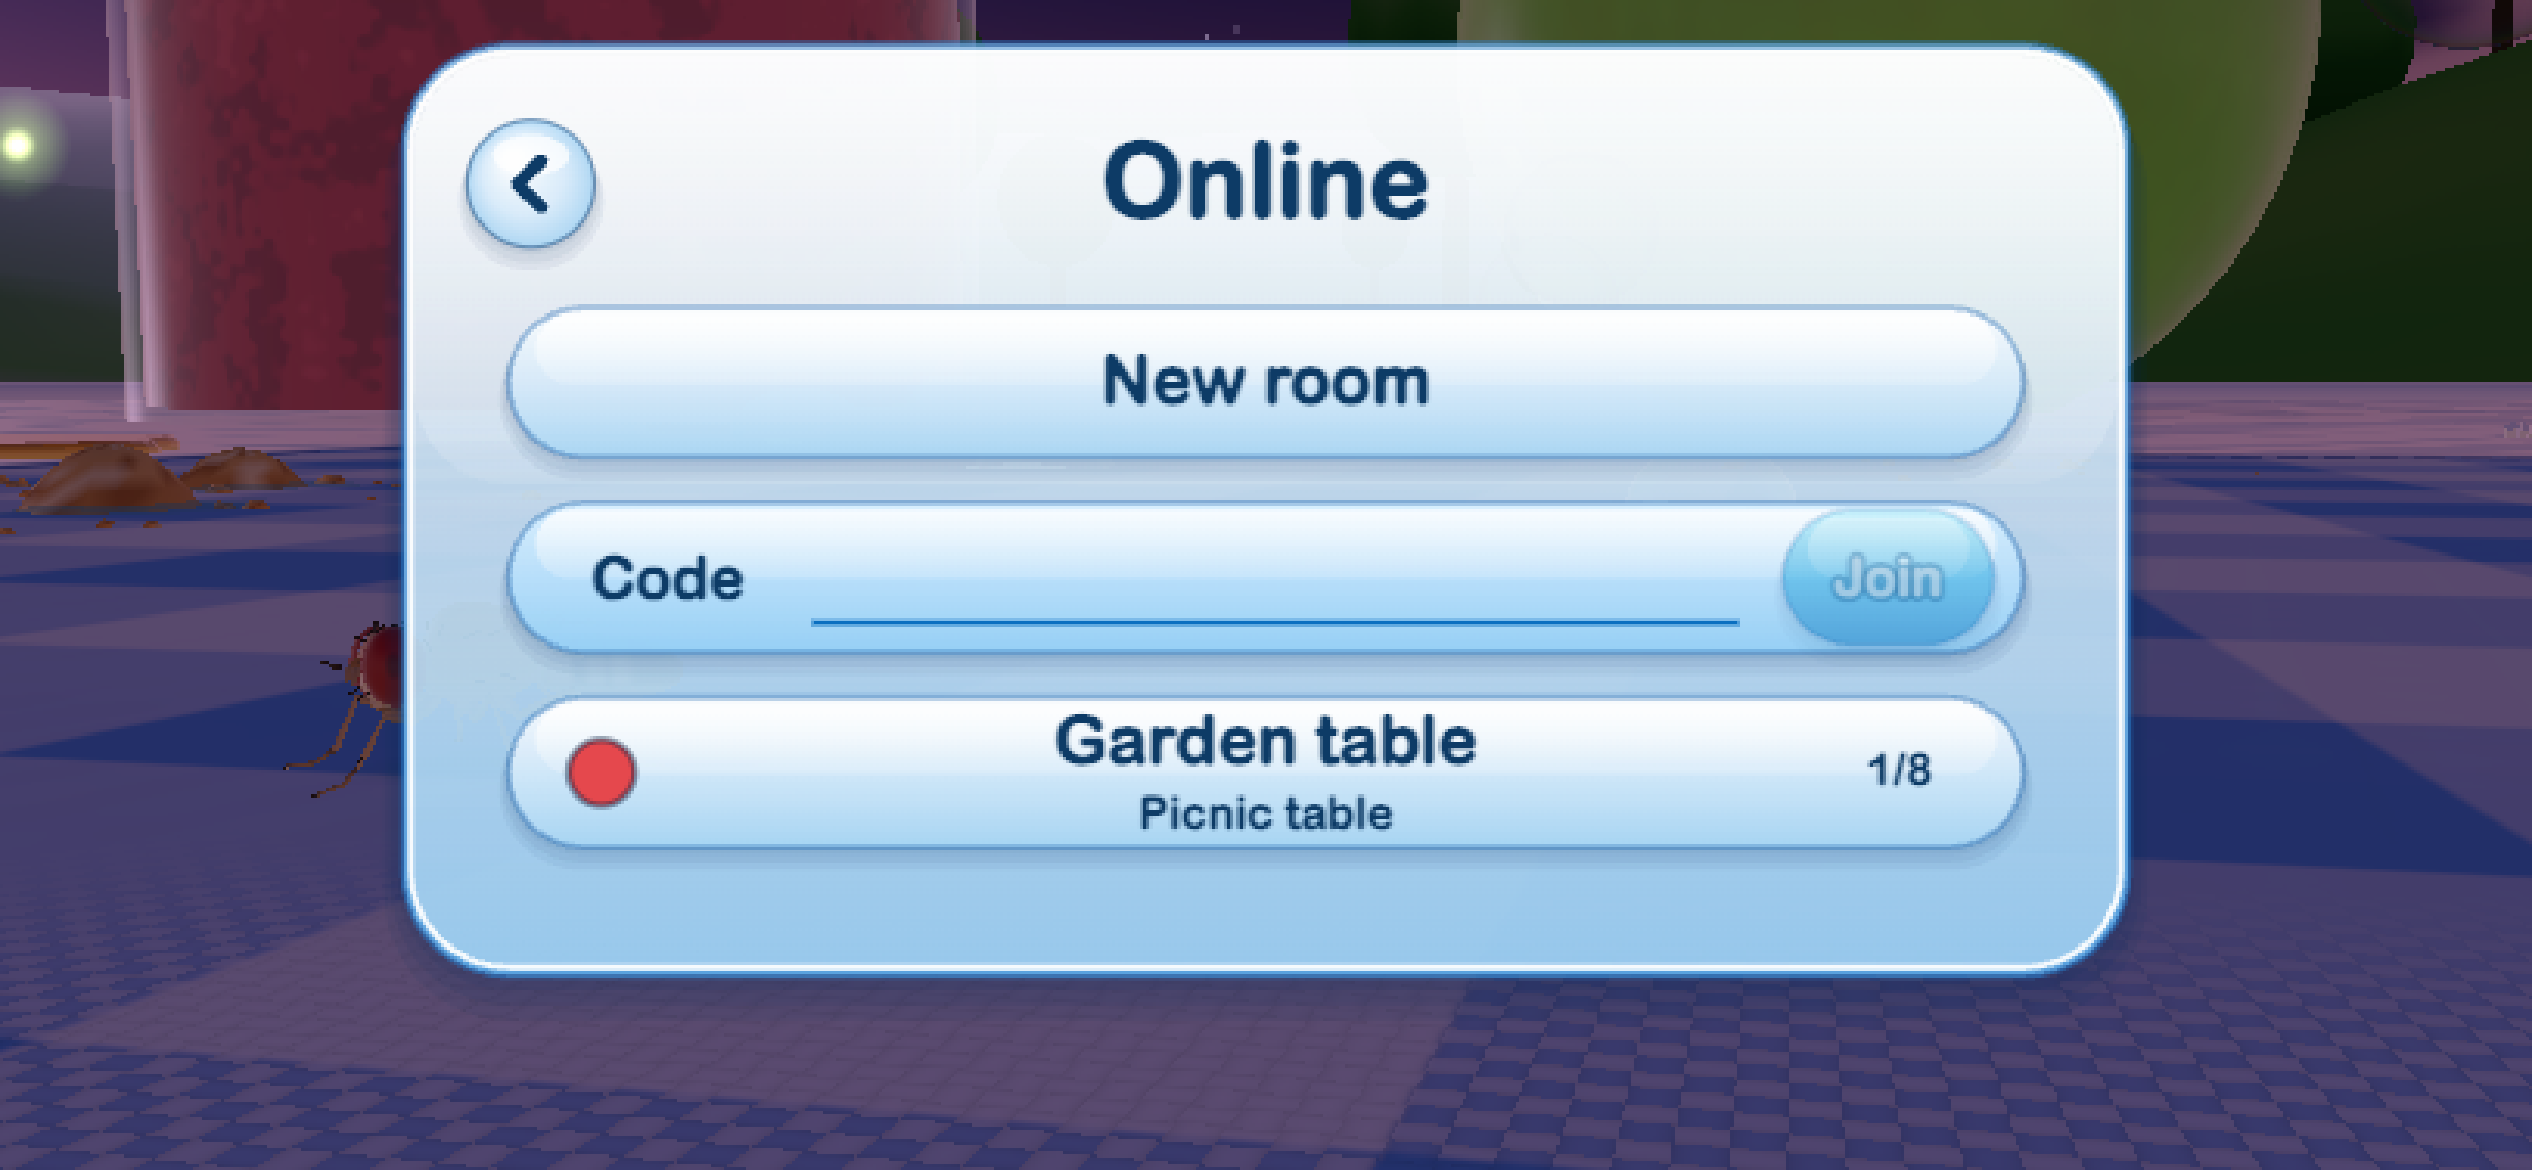 Online
New room
Code
Join
Garden table
Picnic table
1/8